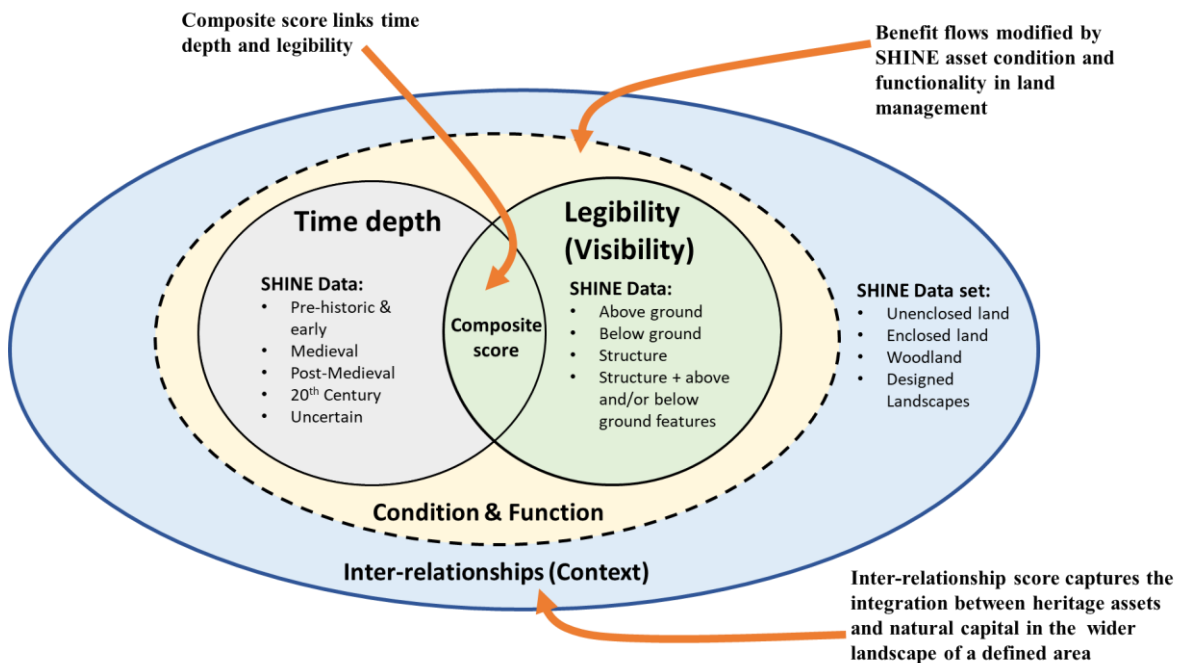 Composite score links time
depth and legibility
Benefit flows modified by
SHINE asset condition and
functionality in land
management
Time depth
SHINE Data:
• Pre-historic &
early
• Medieval
• Post-Medieval
• 20th Century
• Uncertain
Composite
score
Legibility
(Visibility)
SHINE Data:
• Above ground
• Below ground
• Structure
• Structure + above
and/or below
ground features
SHINE Data set:
• Unenclosed land
• Enclosed land
• Woodland
• Designed
Landscapes
Condition & Function
Inter-relationships (Context)
Inter-relationship score captures the
integration between heritage assets
and natural capital in the wider
landscape of a defined area